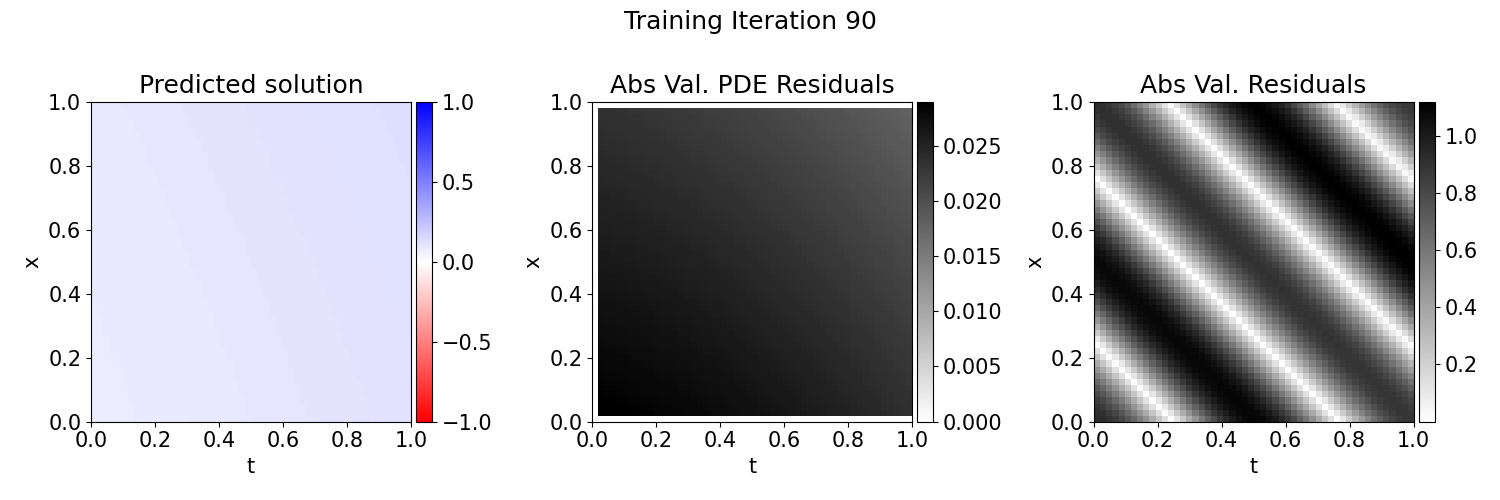 Training Iteration 90
Predicted solution
1.0
0.8
0.6
0.4
0.2
0.0
x
0.0 0.2 0.4 0.6 0.8 1.0
t
1.0
0.5
0.0
−0.5
−1.0
Abs Val. PDE Residuals
1.0
0.8
0.6
0.4
0.2
0.0
x
0.0 0.2 0.4 0.6 0.8 1.0
t
0.025
0.020
0.015
0.010
0.005
0.000
Abs Val. Residuals
1.0
0.8
0.6
0.4
0.2
0.0
x
0.0 0.2 0.4 0.6 0.8 1.0
t
1.0
0.8
0.6
0.4
0.2